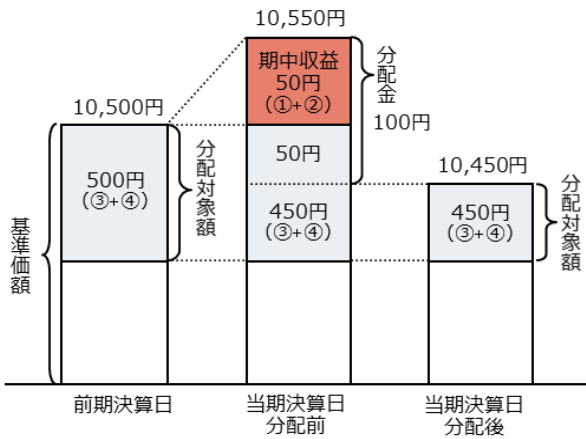 10,550円
期中収益
50円
(①+②)
分配金
100円
10,500円
500円
(③+④)
分配対象額
50円
450円
(③+④)
10,450円
450円
(③+④)
分配対象額
基準価額
前期決算日
当期決算日
分配前
当期決算日
分配後